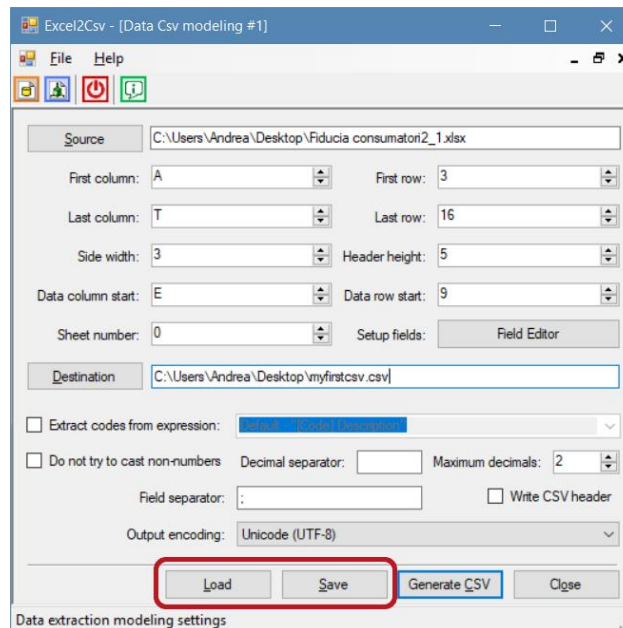 Excel2Csv - [Data Csv modeling #1]
File Help
Source C:\Users\Andrea\Desktop\Fiducia consumatori2_1.xlsx
First column: A First row: 3
Last column: T Last row: 16
Side width: 3 Header height: 5
Data column start: E Data row start: 9
Sheet number: 0 Setup fields: Field Editor
Destination C:\Users\Andrea\Desktop\myfirstcsv.csv
Extract codes from expression: Default - "[Code] Description"
Do not try to cast non-numbers Decimal separator: Maximum decimals: 2
Field separator: ; Write CSV header
Output encoding: Unicode (UTF-8)
Load Save Generate CSV Close
Data extraction modeling settings